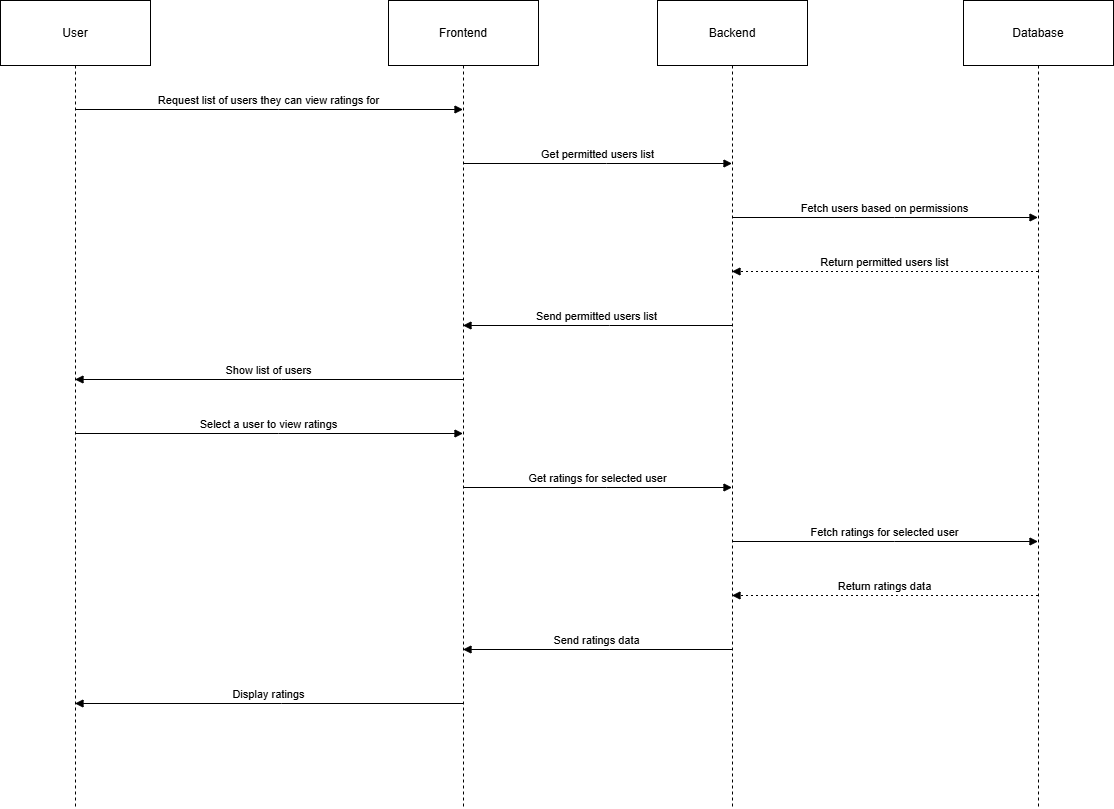 User
Frontend
Backend
Database
Request list of users they can view ratings for
Get permitted users list
Fetch users based on permissions
Return permitted users list
Send permitted users list
Show list of users
Select a user to view ratings
Get ratings for selected user
Fetch ratings for selected user
Return ratings data
Send ratings data
Display ratings